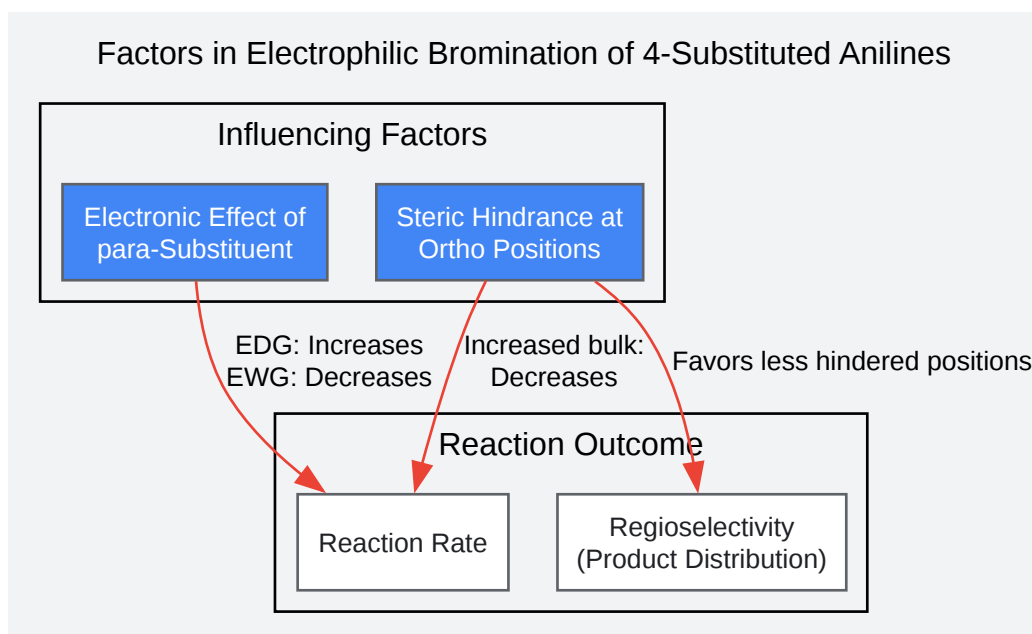 Factors in Electrophilic Bromination of 4-Substituted Anilines
Influencing Factors
Electronic Effect of
para-Substituent
Steric Hindrance at
Ortho Positions
EDG: Increases
EWG: Decreases
Increased bulk:
Decreases
Favors less hindered positions
Reaction Outcome
Reaction Rate
Regioselectivity
(Product Distribution)